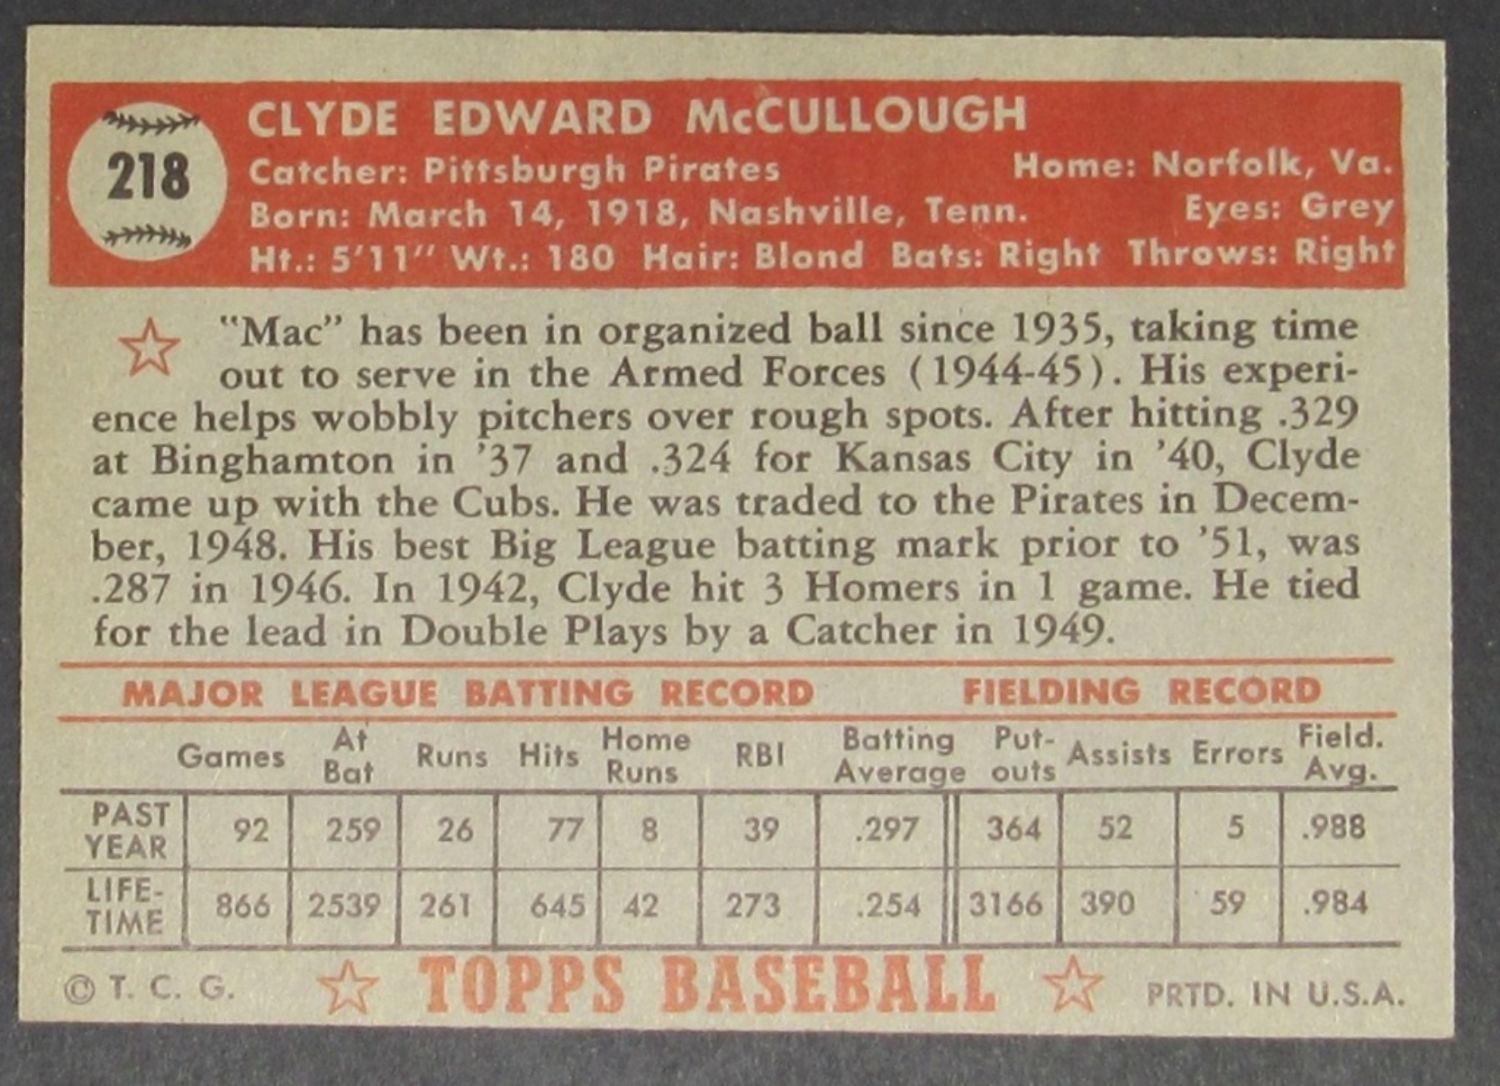 218
CLYDE EDWARD McCULLOUGH
Catcher: Pittsburgh Pirates Home: Norfolk, Va.
Born: March 14, 1918, Nashville, Tenn. Eyes: Grey
Ht.: 5'11" Wt.: 180 Hair: Blond Bats: Right Throws: Right
"Mac" has been in organized ball since 1935, taking time
out to serve in the Armed Forces (1944-45). His experi-
ence helps wobbly pitchers over rough spots. After hitting .329
at Binghamton in '37 and .324 for Kansas City in '40, Clyde
came up with the Cubs. He was traded to the Pirates in Decem-
ber, 1948. His best Big League batting mark prior to '51, was
.287 in 1946. In 1942, Clyde hit 3 Homers in 1 game. He tied
for the lead in Double Plays by a Catcher in 1949.
MAJOR LEAGUE BATTING RECORD FIELDING RECORD
Games At Bat Runs Hits Home Runs RBI Batting Average Put-outs Assists Errors Field. Avg.
PAST YEAR 92 259 26 77 8 39 .297 364 52 5 .988
LIFE-TIME 866 2539 261 645 42 273 .254 3166 390 59 .984
© T. C. G. TOPPS BASEBALL PRTD. IN U.S.A.